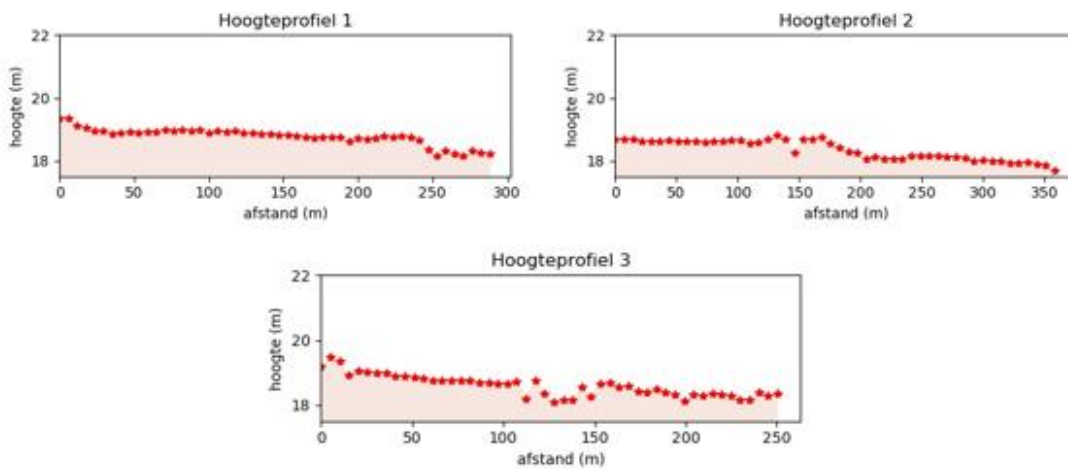 Hoogteprofiel 1
22
20
18
hoogte (m)
0 50 100 150 200 250 300
afstand (m)
Hoogteprofiel 2
22
20
18
hoogte (m)
0 50 100 150 200 250 300 350
afstand (m)
Hoogteprofiel 3
22
20
18
hoogte (m)
0 50 100 150 200 250
afstand (m)